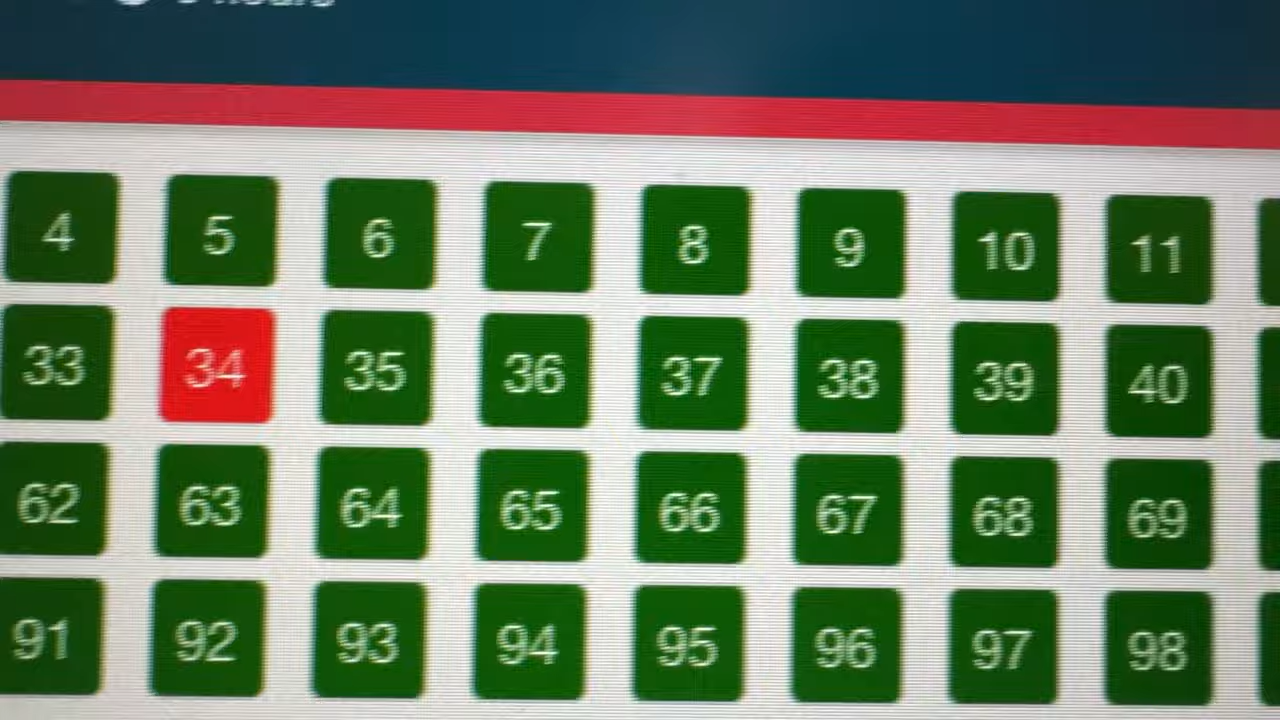 hours
4 5 6 7 8 9 10 11
33 34 35 36 37 38 39 40
62 63 64 65 66 67 68 69
91 92 93 94 95 96 97 98